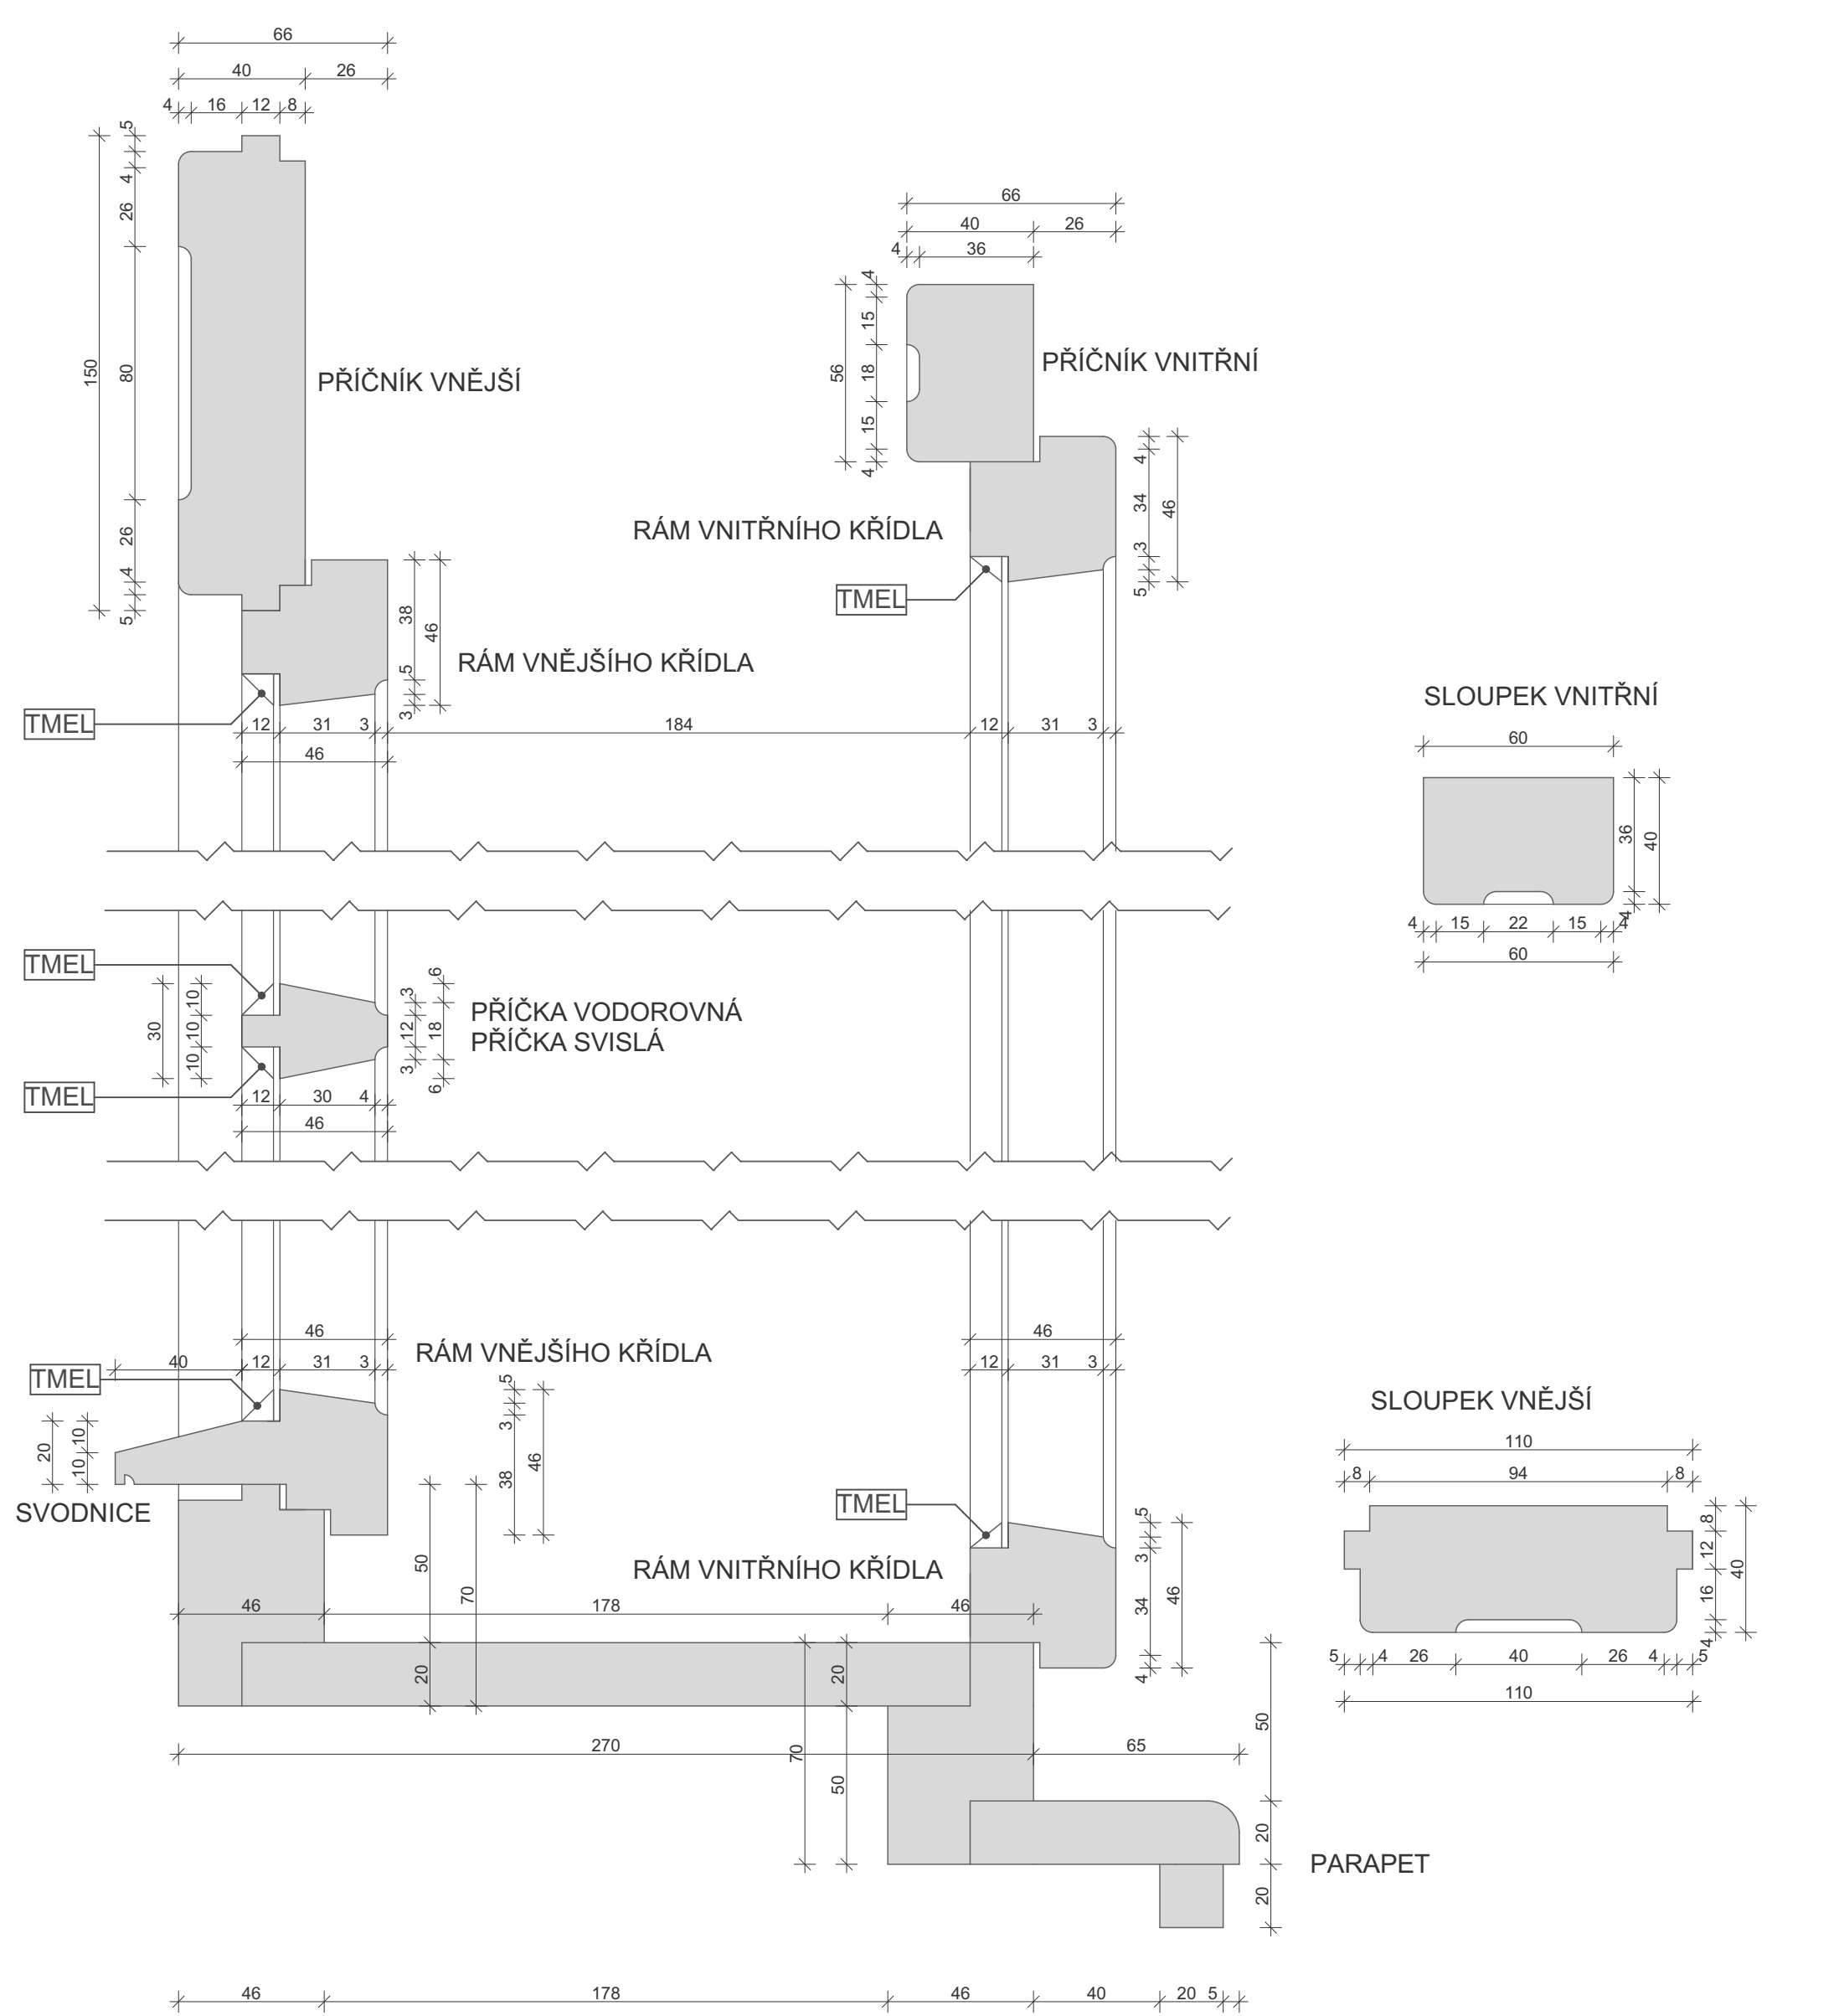 66
40 26
4 16 12 8
5
4
26
150
80
26
4
5
PŘÍČNÍK VNĚJŠÍ
38
46
5
3
RÁM VNĚJŠÍHO KŘÍDLA
TMEL
12 31 3 184 12 31 3
46
66
40 26
4 36
4
15
56
18
15
4
PŘÍČNÍK VNITŘNÍ
4
34
46
3
5
RÁM VNITŘNÍHO KŘÍDLA
TMEL
SLOUPEK VNITŘNÍ
60
36
40
4
4 15 22 15 4
60
TMEL
30
10
10
10
3
12
3
6
18
6
PŘÍČKA VODOROVNÁ
PŘÍČKA SVISLÁ
TMEL
12 30 4
46
46
40 12 31 3
RÁM VNĚJŠÍHO KŘÍDLA
TMEL
5
3
38
46
20
10
10
SVODNICE
50
70
20
46
12 31 3
TMEL
5
3
34
46
4
RÁM VNITŘNÍHO KŘÍDLA
46 178 46
20
70
50
270 65
50
20
20
PARAPET
46 178 46 40 20 5
SLOUPEK VNĚJŠÍ
110
8 94 8
8
12
16
4
40
5 4 26 40 26 4 5
110